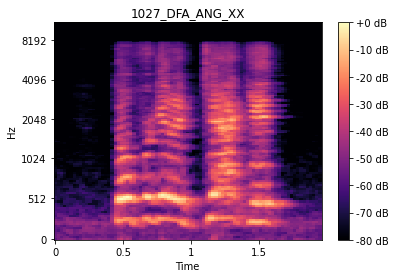 1027_DFA_ANG_XX
8192
4096
2048
1024
512
0
Hz
0
0.5
1
1.5
Time
+0 dB
-10 dB
-20 dB
-30 dB
-40 dB
-50 dB
-60 dB
-70 dB
-80 dB